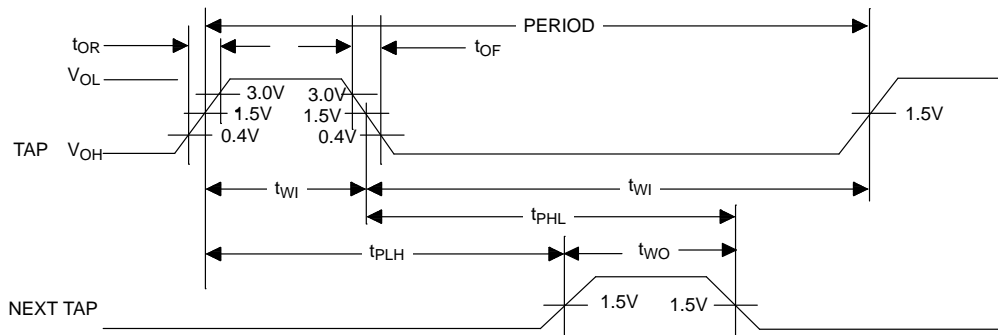 PERIOD
tOR
tOF
VOL
3.0V
3.0V
1.5V
1.5V
1.5V
0.4V
0.4V
TAP
VOH
tWI
tWI
tPHL
tPLH
tWO
NEXT TAP
1.5V
1.5V